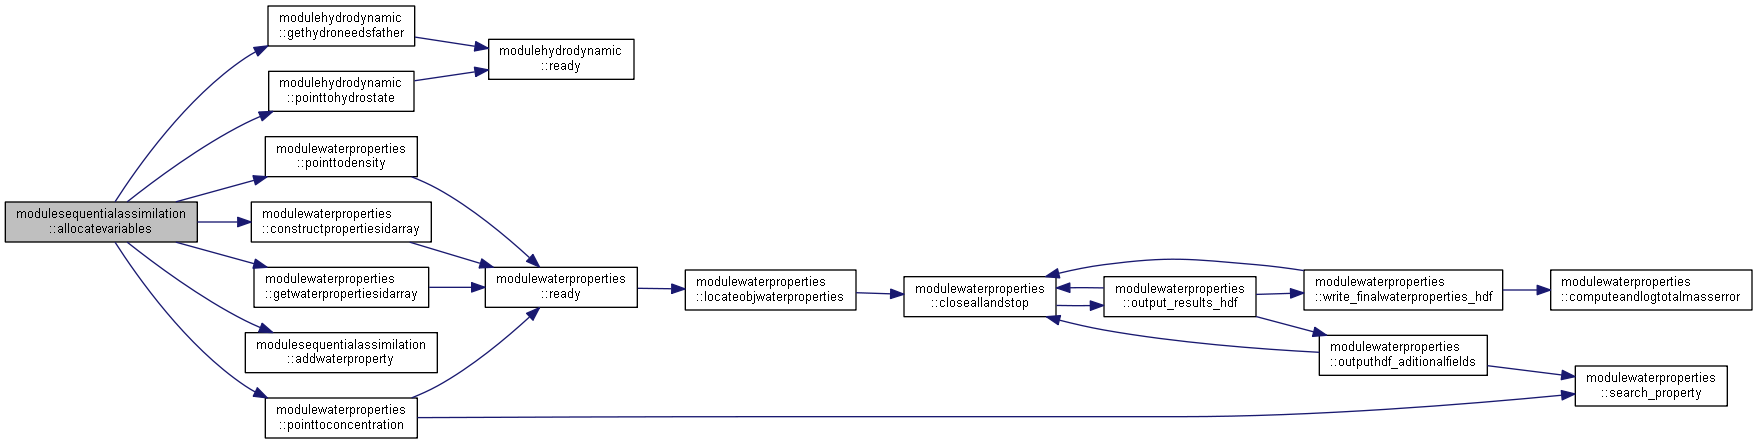 modulesequentialassimilation
::allocatevariables
modulehydrodynamic
::gethydroneedsfather
modulehydrodynamic
::pointtohydrostate
modulewaterproperties
::pointtodensity
modulewaterproperties
::constructpropertiesidarray
modulewaterproperties
::getwaterpropertiesidarray
modulesequentialassimilation
::addwaterproperty
modulewaterproperties
::pointtoconcentration
modulehydrodynamic
::ready
modulewaterproperties
::ready
modulewaterproperties
::locateobjwaterproperties
modulewaterproperties
::closeallandstop
modulewaterproperties
::output_results_hdf
modulewaterproperties
::write_finalwaterproperties_hdf
modulewaterproperties
::outputhdf_aditionalfields
modulewaterproperties
::computeandlogtotalmasserror
modulewaterproperties
::search_property